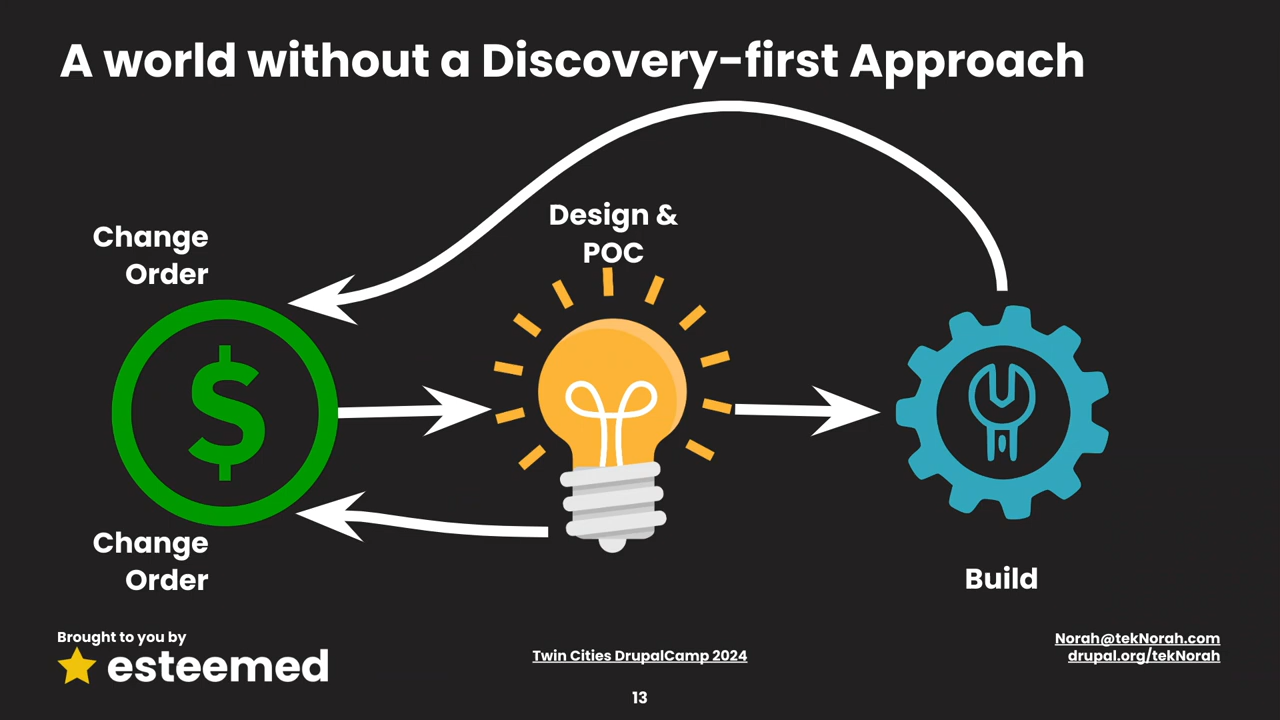 A world without a Discovery-first Approach
Change
Order
Design &
POC
$
Change
Order
Build
Brought to you by
esteemed
Twin Cities DrupalCamp 2024
Norah@tekNorah.com
drupal.org/tekNorah
13